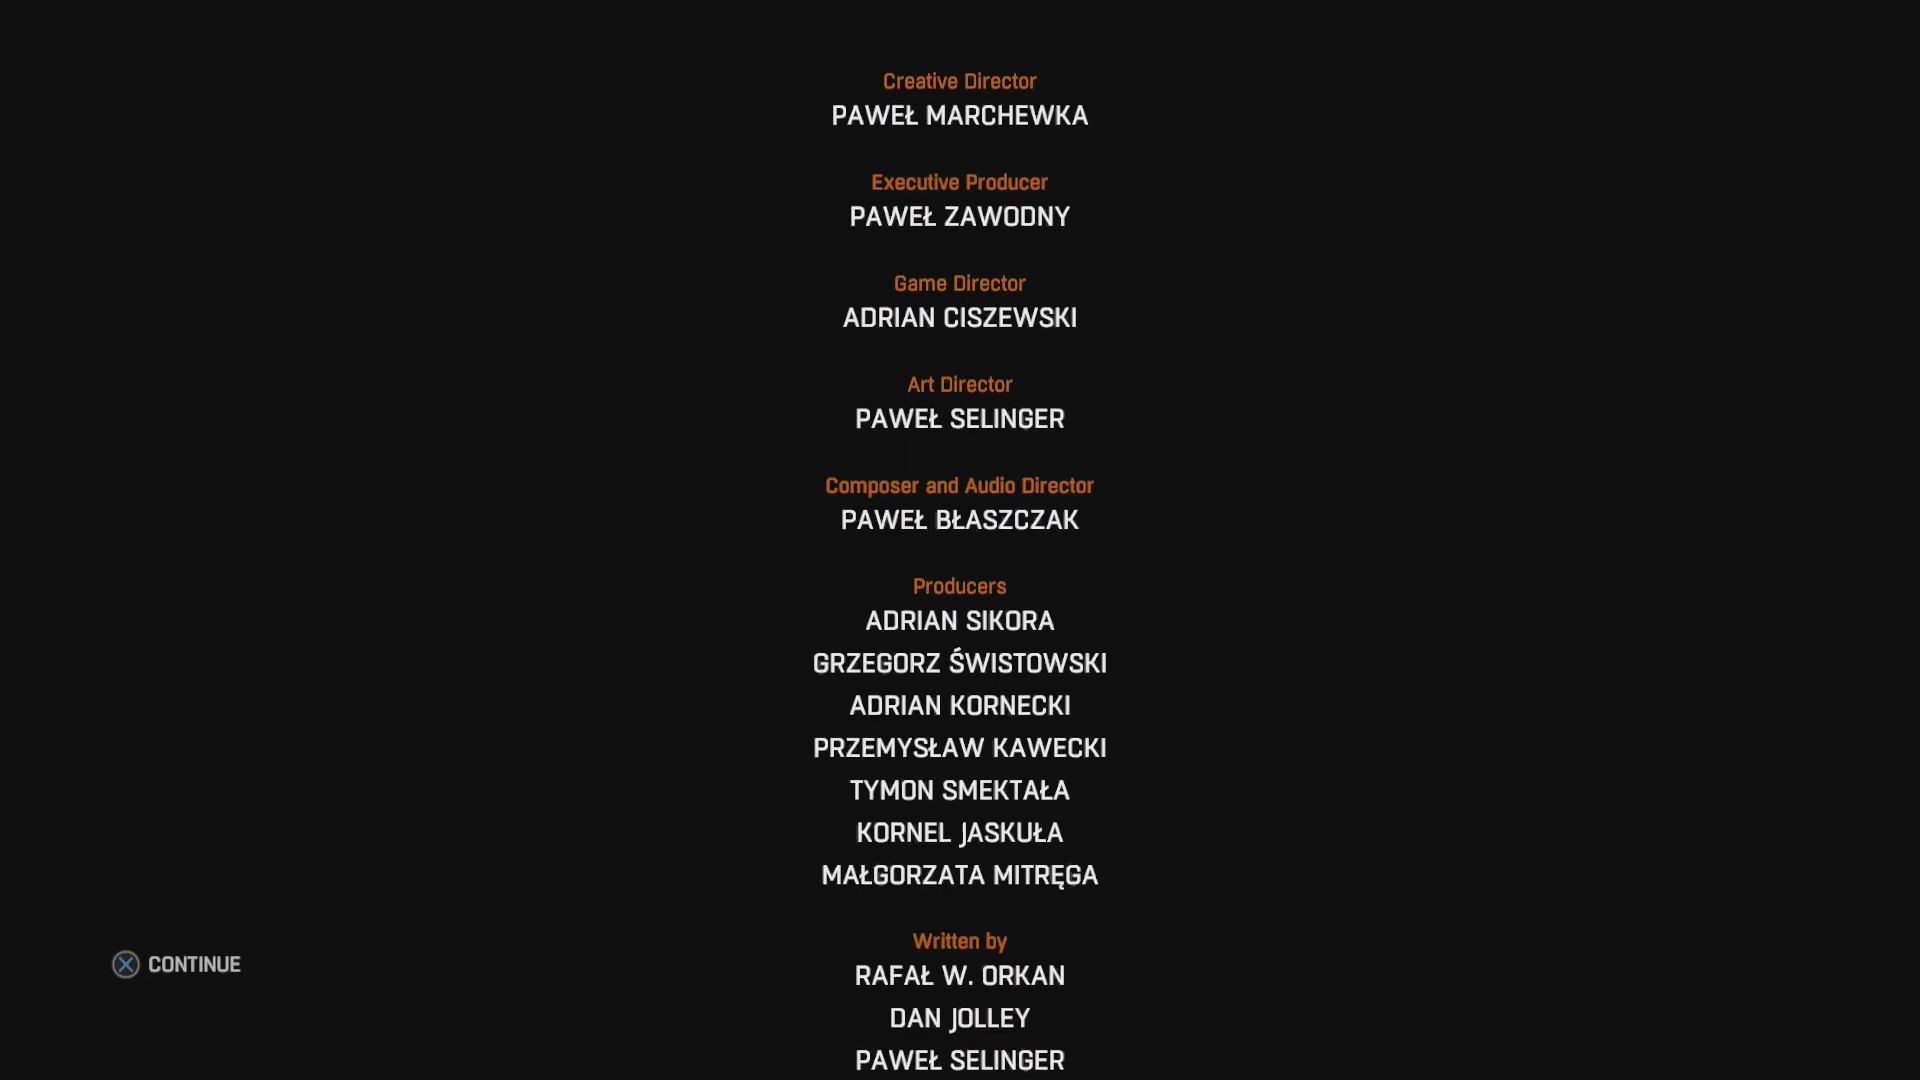 Creative Director
PAWEŁ MARCHEWKA
Executive Producer
PAWEŁ ZAWODNY
Game Director
ADRIAN CISZEWSKI
Art Director
PAWEŁ SELINGER
Composer and Audio Director
PAWEŁ BŁASZCZAK
Producers
ADRIAN SIKORA
GRZEGORZ ŚWISTOWSKI
ADRIAN KORNECKI
PRZEMYSŁAW KAWECKI
TYMON SMEKTAŁA
KORNEL JASKUŁA
MAŁGORZATA MITRĘGA
Written by
CONTINUE
RAFAŁ W. ORKAN
DAN JOLLEY
PAWEŁ SELINGER